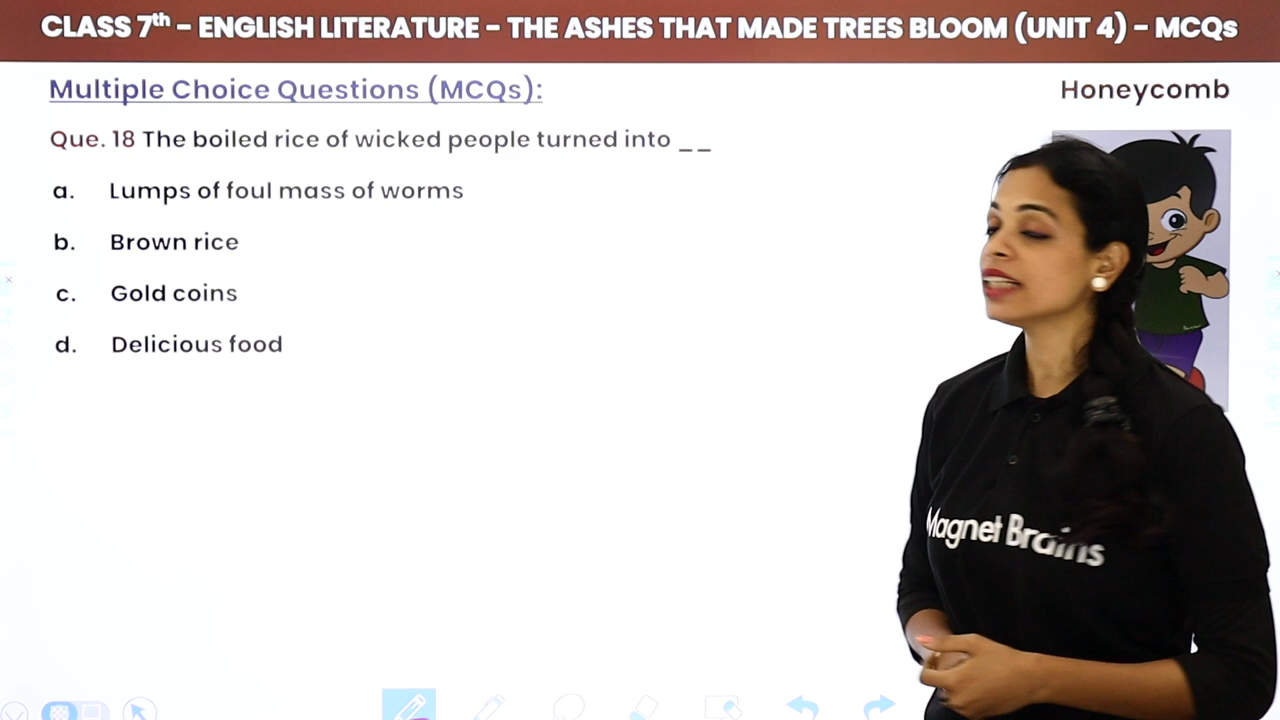 CLASS 7th - ENGLISH LITERATURE - THE ASHES THAT MADE TREES BLOOM (UNIT 4) - MCQs
Multiple Choice Questions (MCQs):
Honeycomb
Que. 18 The boiled rice of wicked people turned into _ _
a. Lumps of foul mass of worms
b. Brown rice
c. Gold coins
d. Delicious food
Magnet Brains